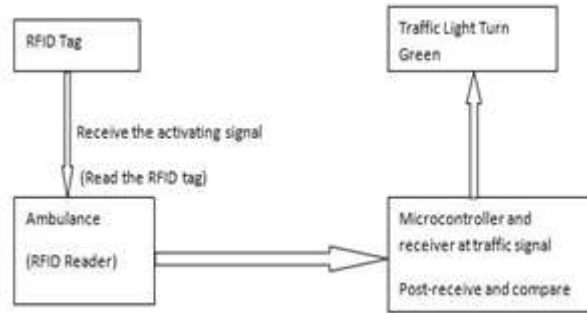 RFID Tag
Traffic Light Turn
Green
Receive the activating signal
(Read the RFID tag)
Ambulance
(RFID Reader)
Microcontroller and
receiver at traffic signal
Post-receive and compare